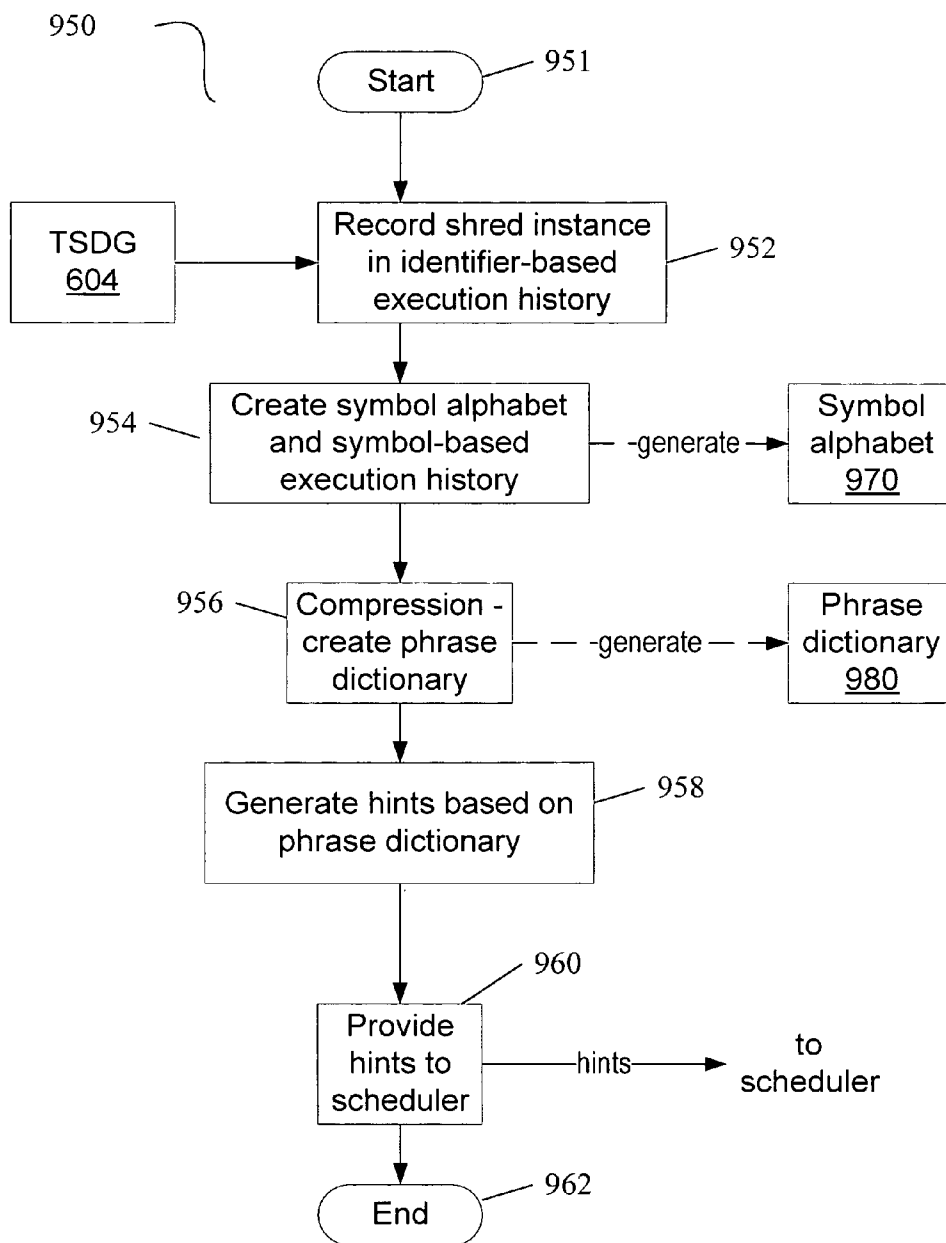 950
Start
951
TSDG
604
Record shred instance
in identifier-based
execution history
952
954
Create symbol alphabet
and symbol-based
execution history
-generate
Symbol
alphabet
970
956
Compression -
create phrase
dictionary
-generate
Phrase
dictionary
980
Generate hints based on
phrase dictionary
958
960
Provide
hints to
scheduler
hints
to
scheduler
End
962